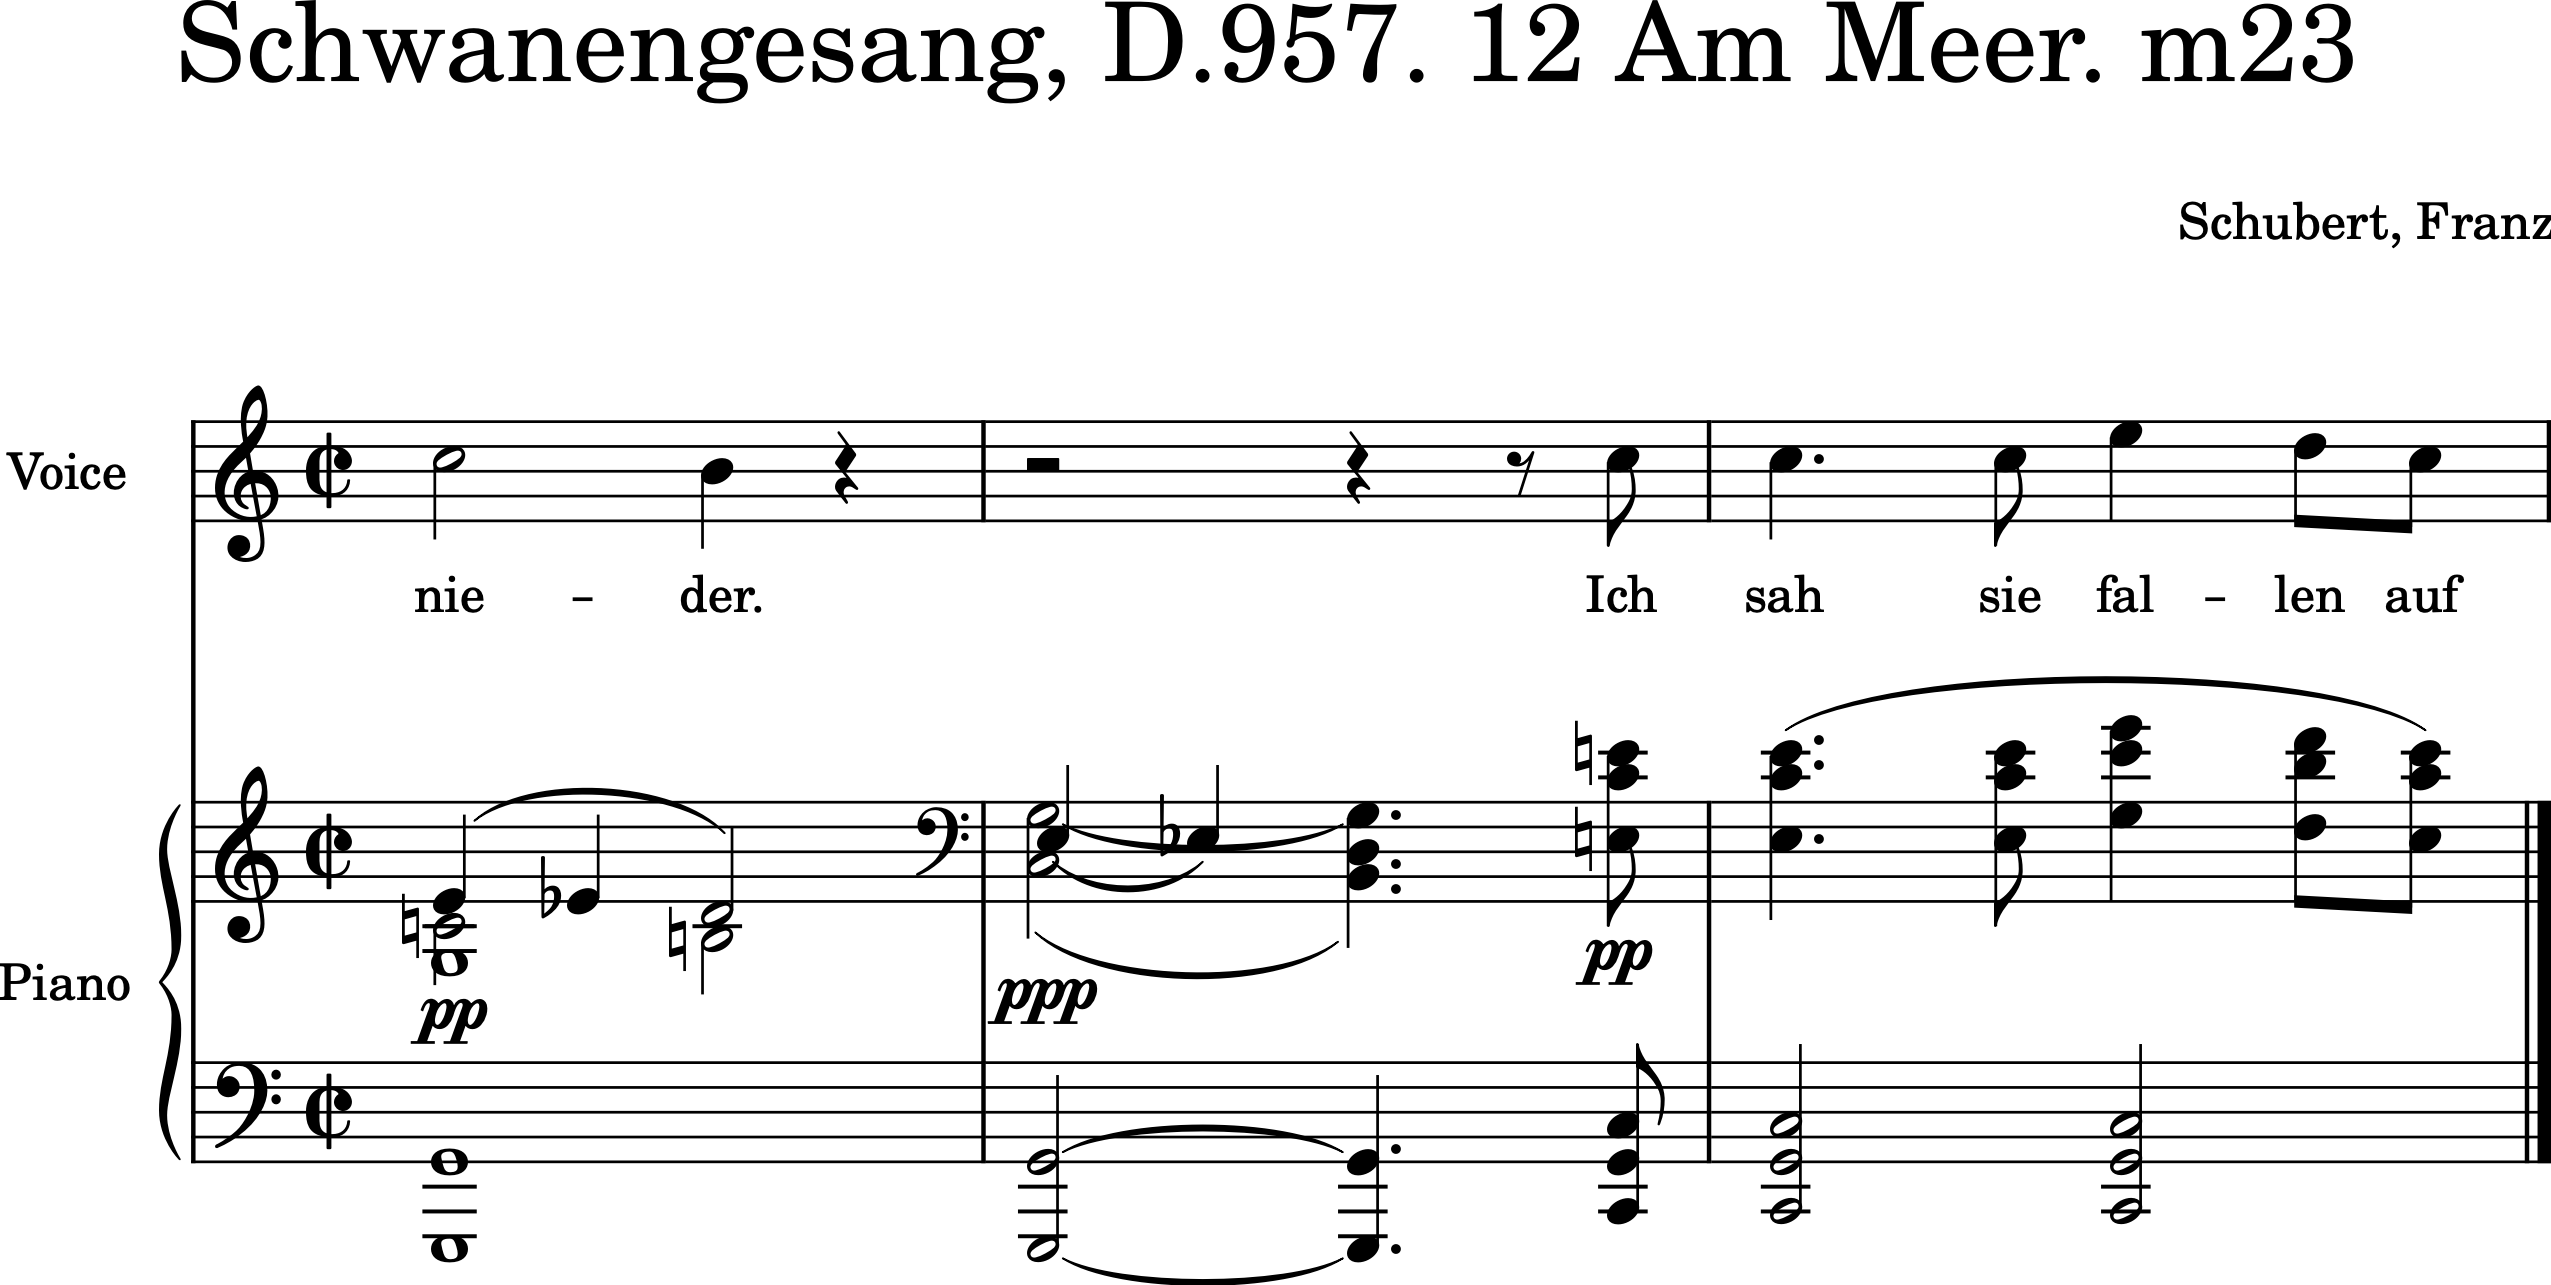 Schwanengesang, D.957. 12 Am Meer. m23
Schubert, Franz
Voice
nie – der. Ich sah sie fal – len auf
Piano
pp ppp pp